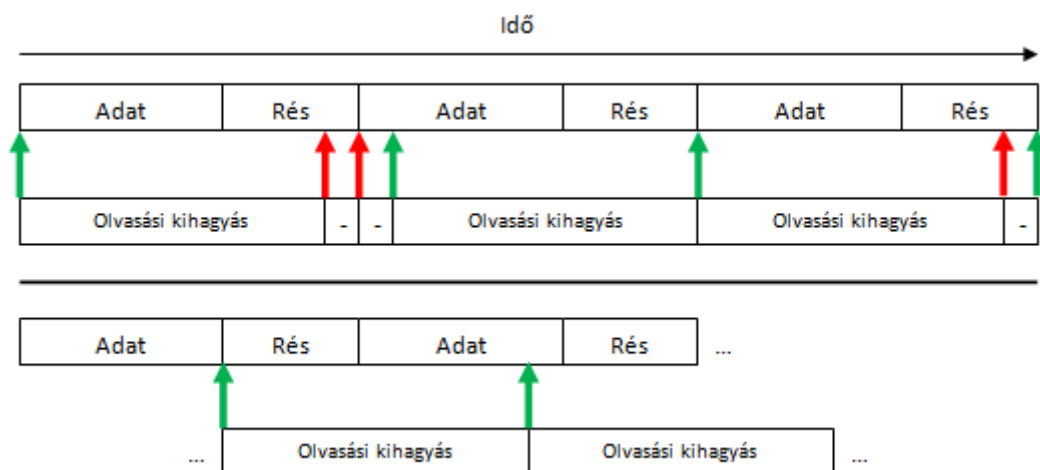 Idő
Adat Rés Adat Rés Adat Rés
Olvasási kihagyás - - Olvasási kihagyás Olvasási kihagyás -
Adat Rés Adat Rés ...
... Olvasási kihagyás Olvasási kihagyás ...